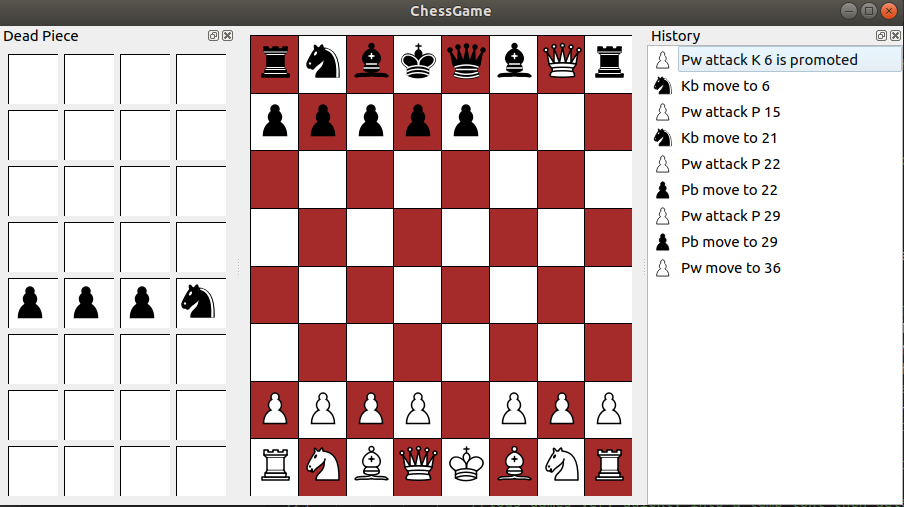 ChessGame
Dead Piece
History
Pw attack K 6 is promoted
Kb move to 6
Pw attack P 15
Kb move to 21
Pw attack P 22
Pb move to 22
Pw attack P 29
Pb move to 29
Pw move to 36